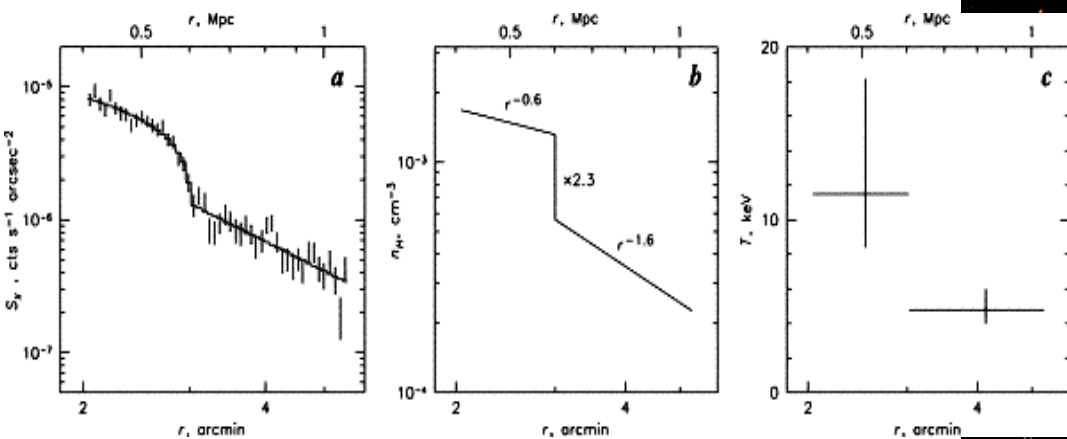 r, Mpc
0.5 1
a
10⁻⁵
10⁻⁶
10⁻⁷
S_X , cts s⁻¹ arcsec⁻²
2 4
r, arcmin
r, Mpc
0.5 1
b
r⁻⁰·⁶
×2.3
r⁻¹·⁶
10⁻³
10⁻⁴
n_H, cm⁻³
2 4
r, arcmin
r, Mpc
0.5 1
c
20
10
0
T, keV
2 4
r, arcmin